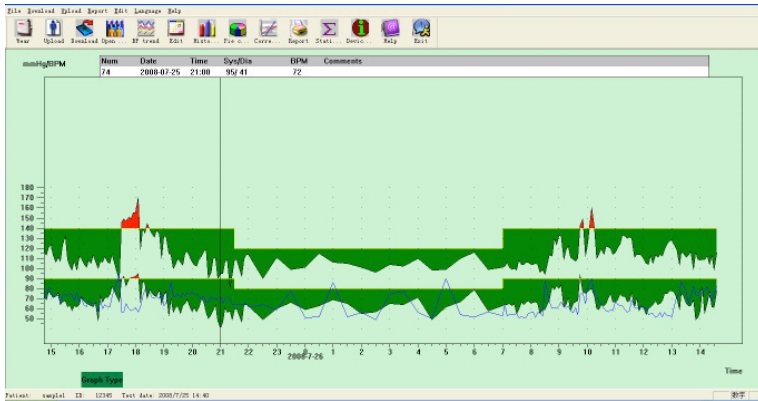 File Download Upload Report Edit Language Help
Wear Upload Download Open ... BP trend Edit Histo... Pie c... Corre... Report Stati... Devic... Help Exit
mmHg/BPM
Num Date Time Sys/Dia BPM Comments
74 2008-07-25 21:00 95/ 41 72
180
170
160
150
140
130
120
110
100
90
80
70
60
50
15 16 17 18 19 20 21 22 23 0 1 2 3 4 5 6 7 8 9 10 11 12 13 14
2008-7-26
Time
Graph Type
Patient: sample1 ID: 12345 Test date: 2008/7/25 14:40 数字